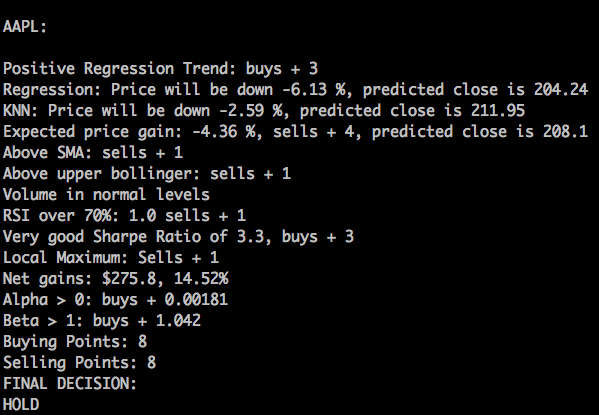 AAPL:
Positive Regression Trend: buys + 3
Regression: Price will be down -6.13 %, predicted close is 204.24
KNN: Price will be down -2.59 %, predicted close is 211.95
Expected price gain: -4.36 %, sells + 4, predicted close is 208.1
Above SMA: sells + 1
Above upper bollinger: sells + 1
Volume in normal levels
RSI over 70%: 1.0 sells + 1
Very good Sharpe Ratio of 3.3, buys + 3
Local Maximum: Sells + 1
Net gains: $275.8, 14.52%
Alpha > 0: buys + 0.00181
Beta > 1: buys + 1.042
Buying Points: 8
Selling Points: 8
FINAL DECISION:
HOLD